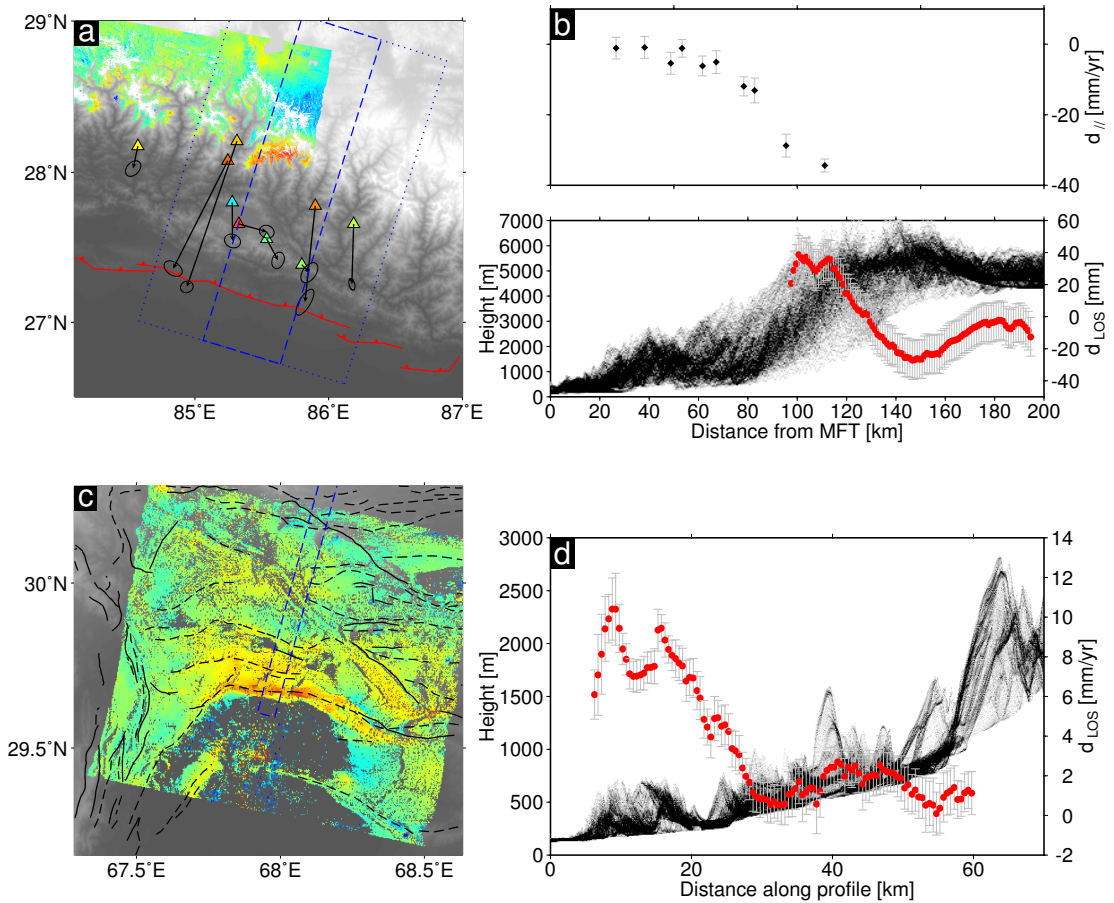 a
29°N
28°N
27°N
85°E
86°E
87°E
b
0
-20
-40
d// [mm/yr]
7000
6000
5000
4000
3000
2000
1000
0
Height [m]
60
40
20
0
-20
-40
d LOS [mm]
0 20 40 60 80 100 120 140 160 180 200
Distance from MFT [km]
c
30°N
29.5°N
67.5°E
68°E
68.5°E
d
3000
2500
2000
1500
1000
500
0
Height [m]
14
12
10
8
6
4
2
0
-2
d LOS [mm/yr]
0 20 40 60
Distance along profile [km]